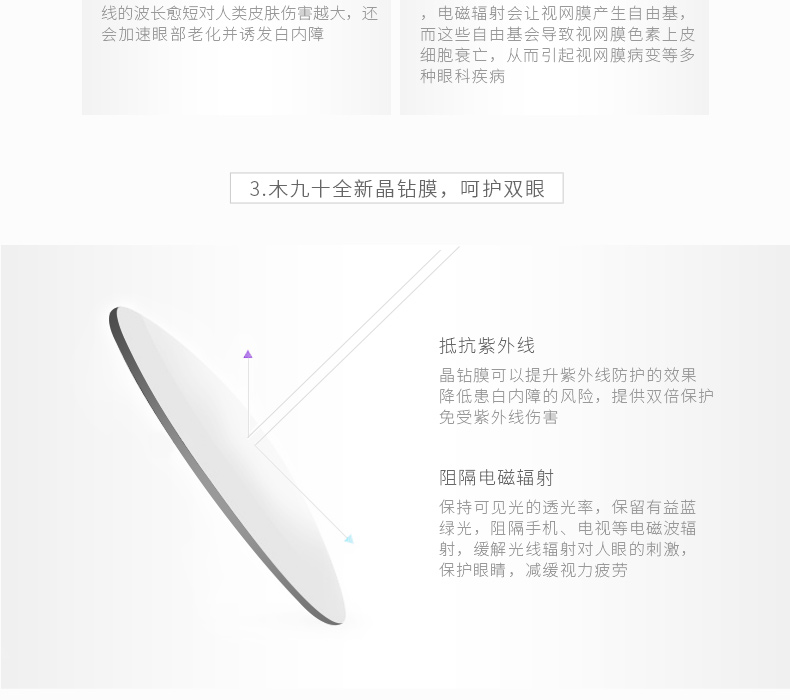 线的波长愈短对人类皮肤伤害越大，还
会加速眼部老化并诱发白内障
，电磁辐射会让视网膜产生自由基，
而这些自由基会导致视网膜色素上皮
细胞衰亡，从而引起视网膜病变等多
种眼科疾病
3.木九十全新晶钻膜，呵护双眼
抵抗紫外线
晶钻膜可以提升紫外线防护的效果
降低患白内障的风险，提供双倍保护
免受紫外线伤害
阻隔电磁辐射
保持可见光的透光率，保留有益蓝
绿光，阻隔手机、电视等电磁波辐
射，缓解光线辐射对人眼的刺激，
保护眼睛，减缓视力疲劳